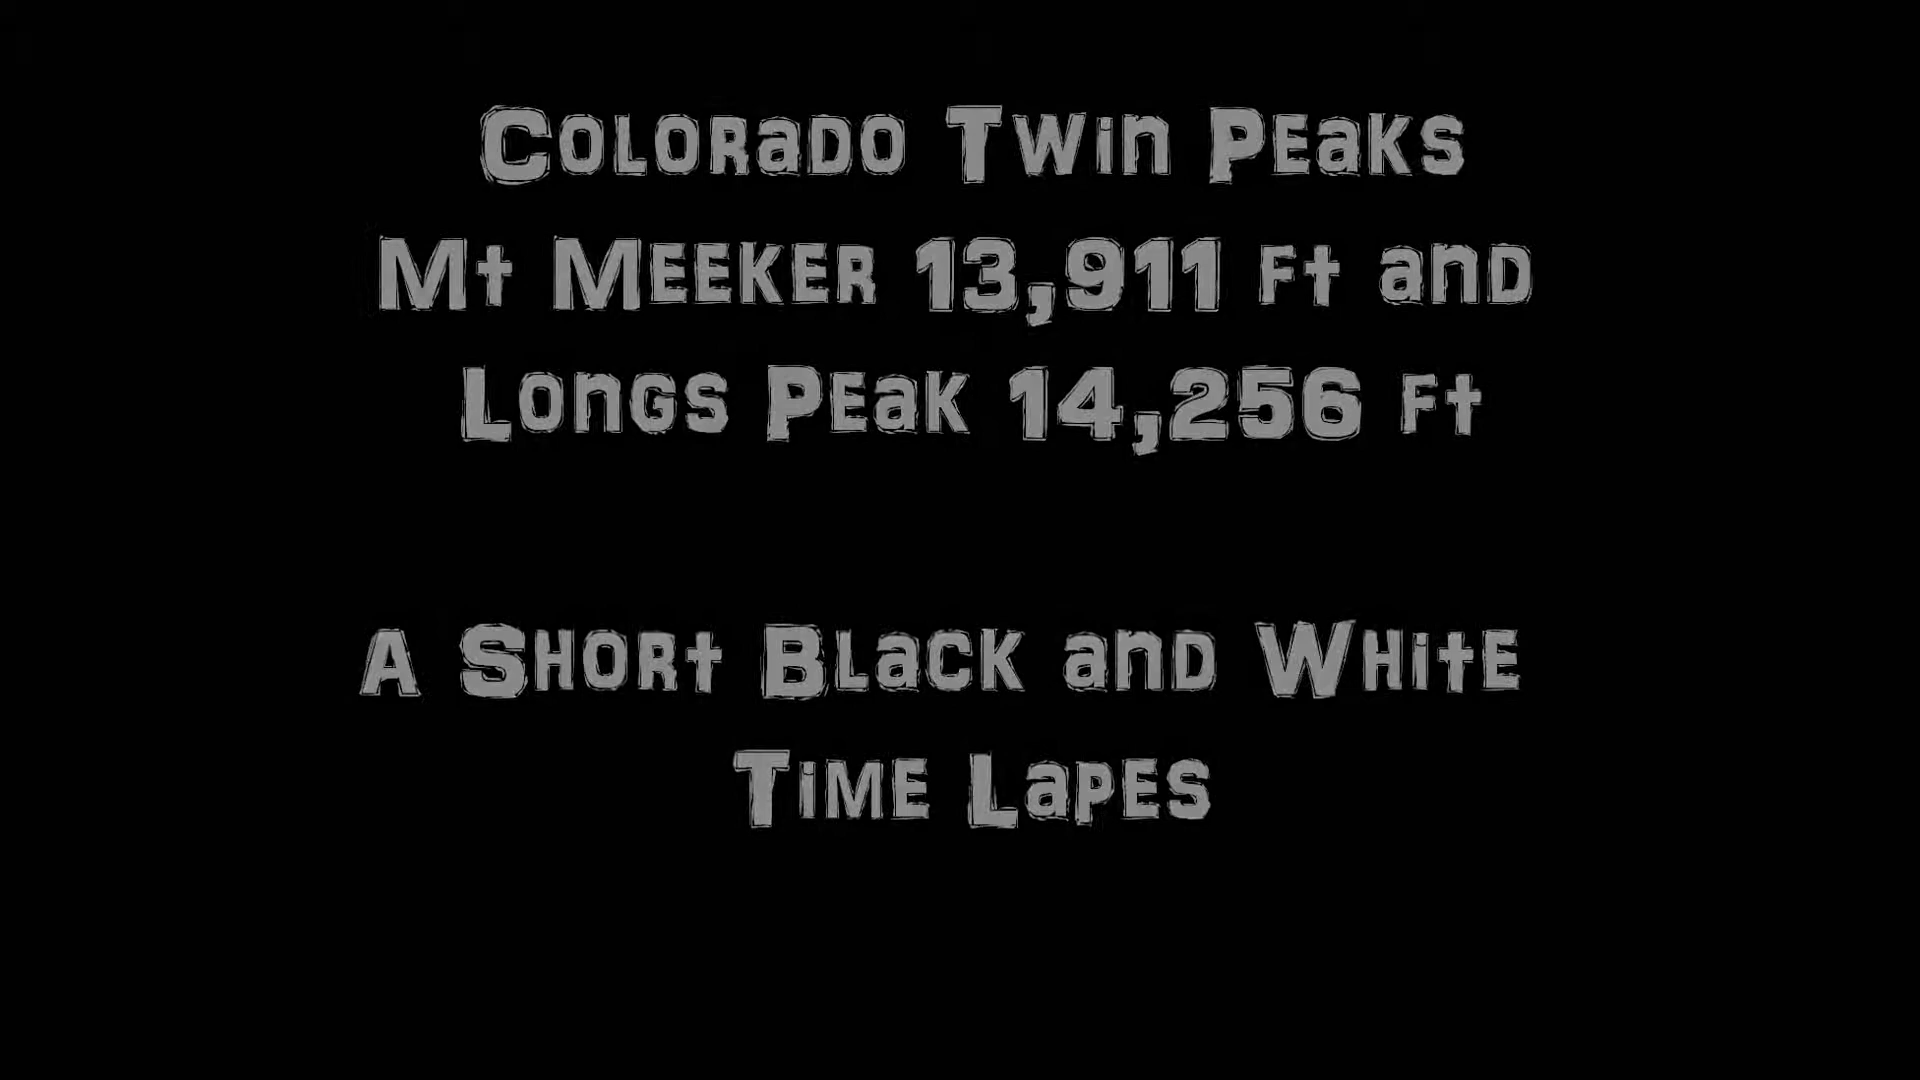 Colorado Twin Peaks
Mt Meeker 13,911 ft and
Longs Peak 14,256 ft
a Short Black and White
Time Lapes